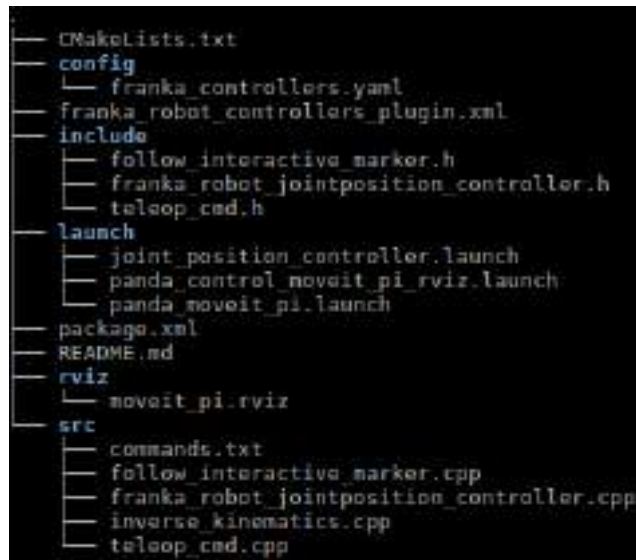 .
├── CMakeLists.txt
├── config
│   └── franka_controllers.yaml
├── franka_robot_controllers_plugin.xml
├── include
│   ├── follow_interactive_marker.h
│   ├── franka_robot_jointposition_controller.h
│   └── teleop_cmd.h
├── launch
│   ├── joint_position_controller.launch
│   ├── panda_control_moveit_pi_rviz.launch
│   └── panda_moveit_pi.launch
├── package.xml
├── README.md
├── rviz
│   └── moveit_pi.rviz
└── src
    ├── commands.txt
    ├── follow_interactive_marker.cpp
    ├── franka_robot_jointposition_controller.cpp
    ├── inverse_kinematics.cpp
    └── teleop_cmd.cpp